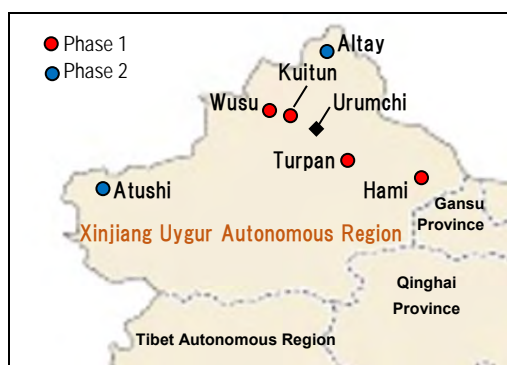 Phase 1
Phase 2
Altay
Kuitun
Wusu
Urumchi
Turpan
Hami
Atushi
Gansu
Province
Xinjiang Uygur Autonomous Region
Qinghai
Province
Tibet Autonomous Region